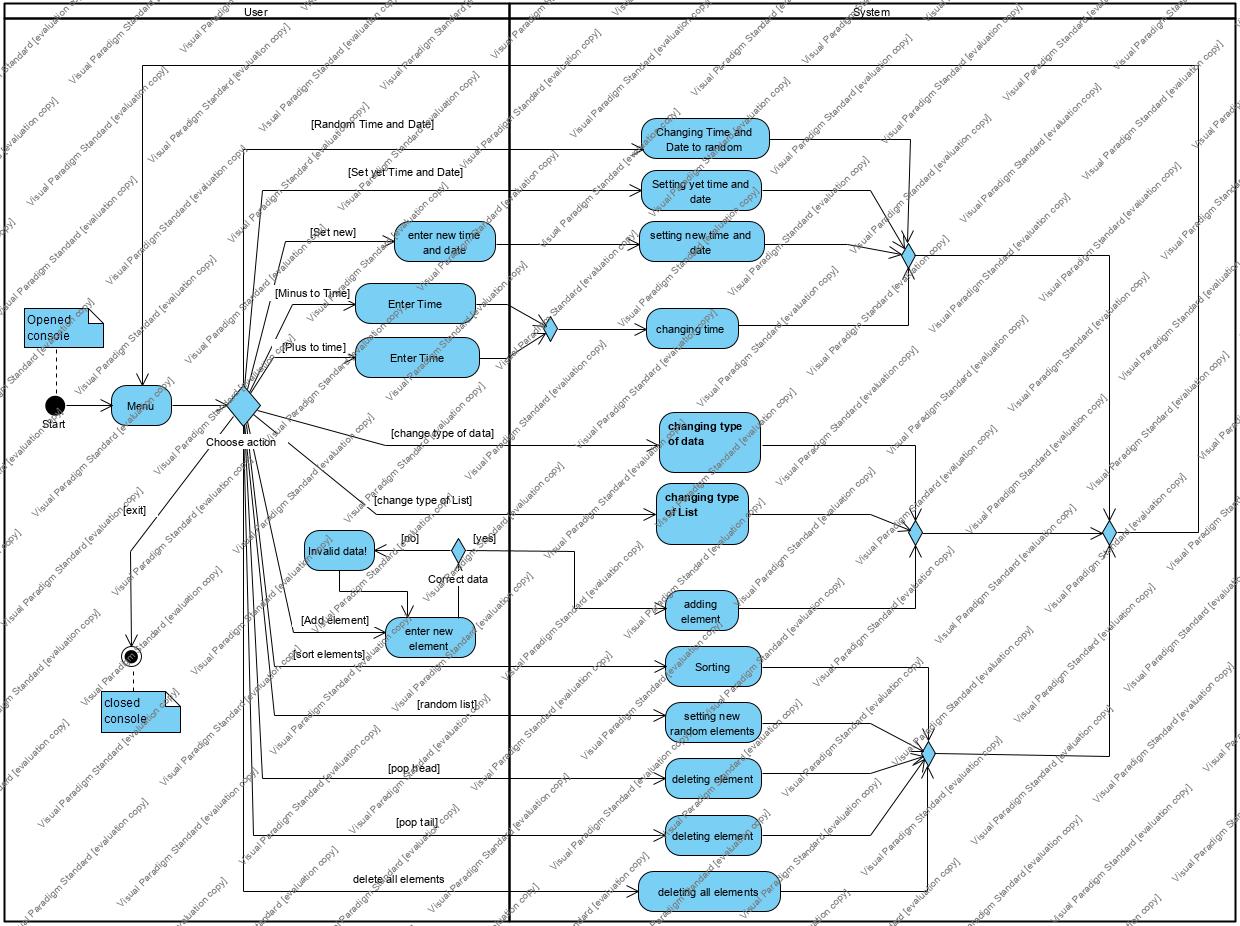 User
System
[Random Time and Date]
Changing Time and
Date to random
[Set yet Time and Date]
Setting yet time and
date
[Set new]
enter new time
and date
setting new time and
date
[Minus to Time]
Enter Time
Opened
console
changing time
[Plus to time]
Enter Time
Menu
Start
Choose action
[change type of data]
changing type
of data
[change type of List]
changing type
of List
[exit]
[no]
[yes]
Invalid data!
Correct data
adding
element
[Add element]
enter new
element
[sort elements]
Sorting
closed
console
[random list]
setting new
random elements
[pop head]
deleting element
[pop tail]
deleting element
delete all elements
deleting all elements
Visual Paradigm Standard [evaluation copy]